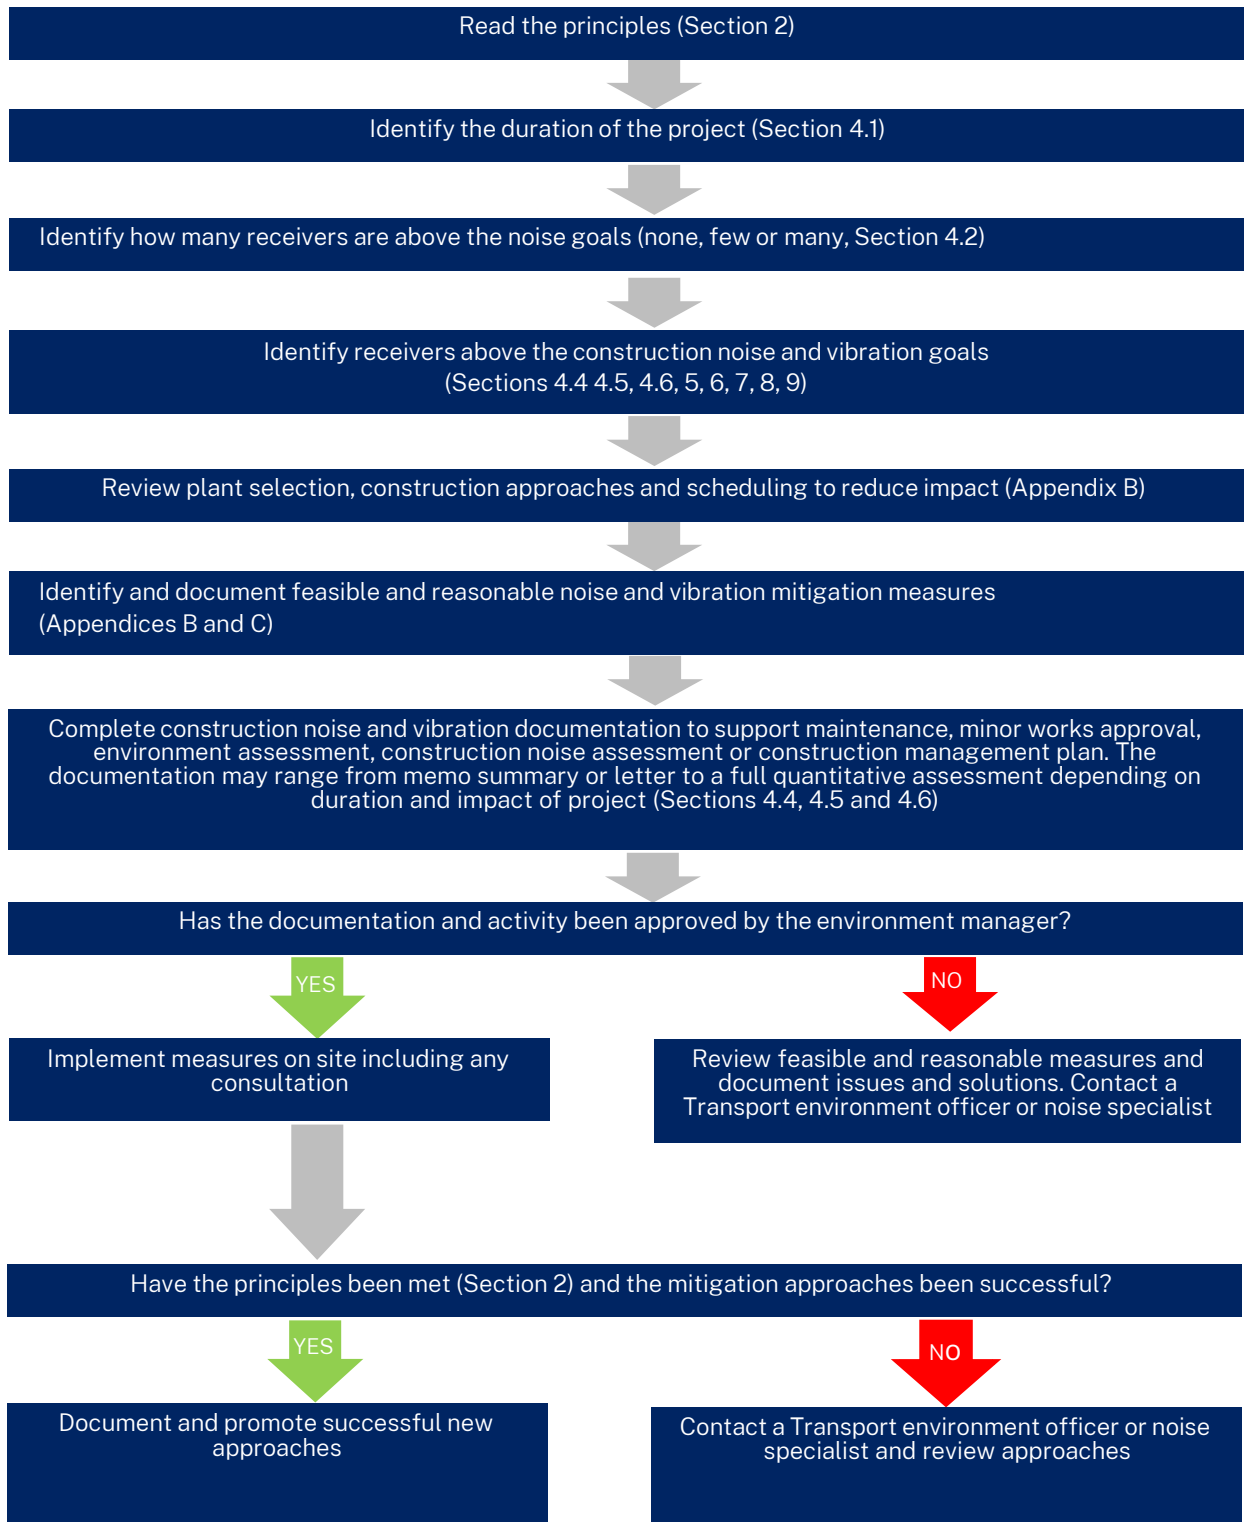 Read the principles (Section 2)
Identify the duration of the project (Section 4.1)
Identify how many receivers are above the noise goals (none, few or many, Section 4.2)
Identify receivers above the construction noise and vibration goals
(Sections 4.4 4.5, 4.6, 5, 6, 7, 8, 9)
Review plant selection, construction approaches and scheduling to reduce impact (Appendix B)
Identify and document feasible and reasonable noise and vibration mitigation measures
(Appendices B and C)
Complete construction noise and vibration documentation to support maintenance, minor works approval,
environment assessment, construction noise assessment or construction management plan. The
documentation may range from memo summary or letter to a full quantitative assessment depending on
duration and impact of project (Sections 4.4, 4.5 and 4.6)
Has the documentation and activity been approved by the environment manager?
YES
NO
Implement measures on site including any
consultation
Review feasible and reasonable measures and
document issues and solutions. Contact a
Transport environment officer or noise specialist
Have the principles been met (Section 2) and the mitigation approaches been successful?
YES
NO
Document and promote successful new
approaches
Contact a Transport environment officer or noise
specialist and review approaches